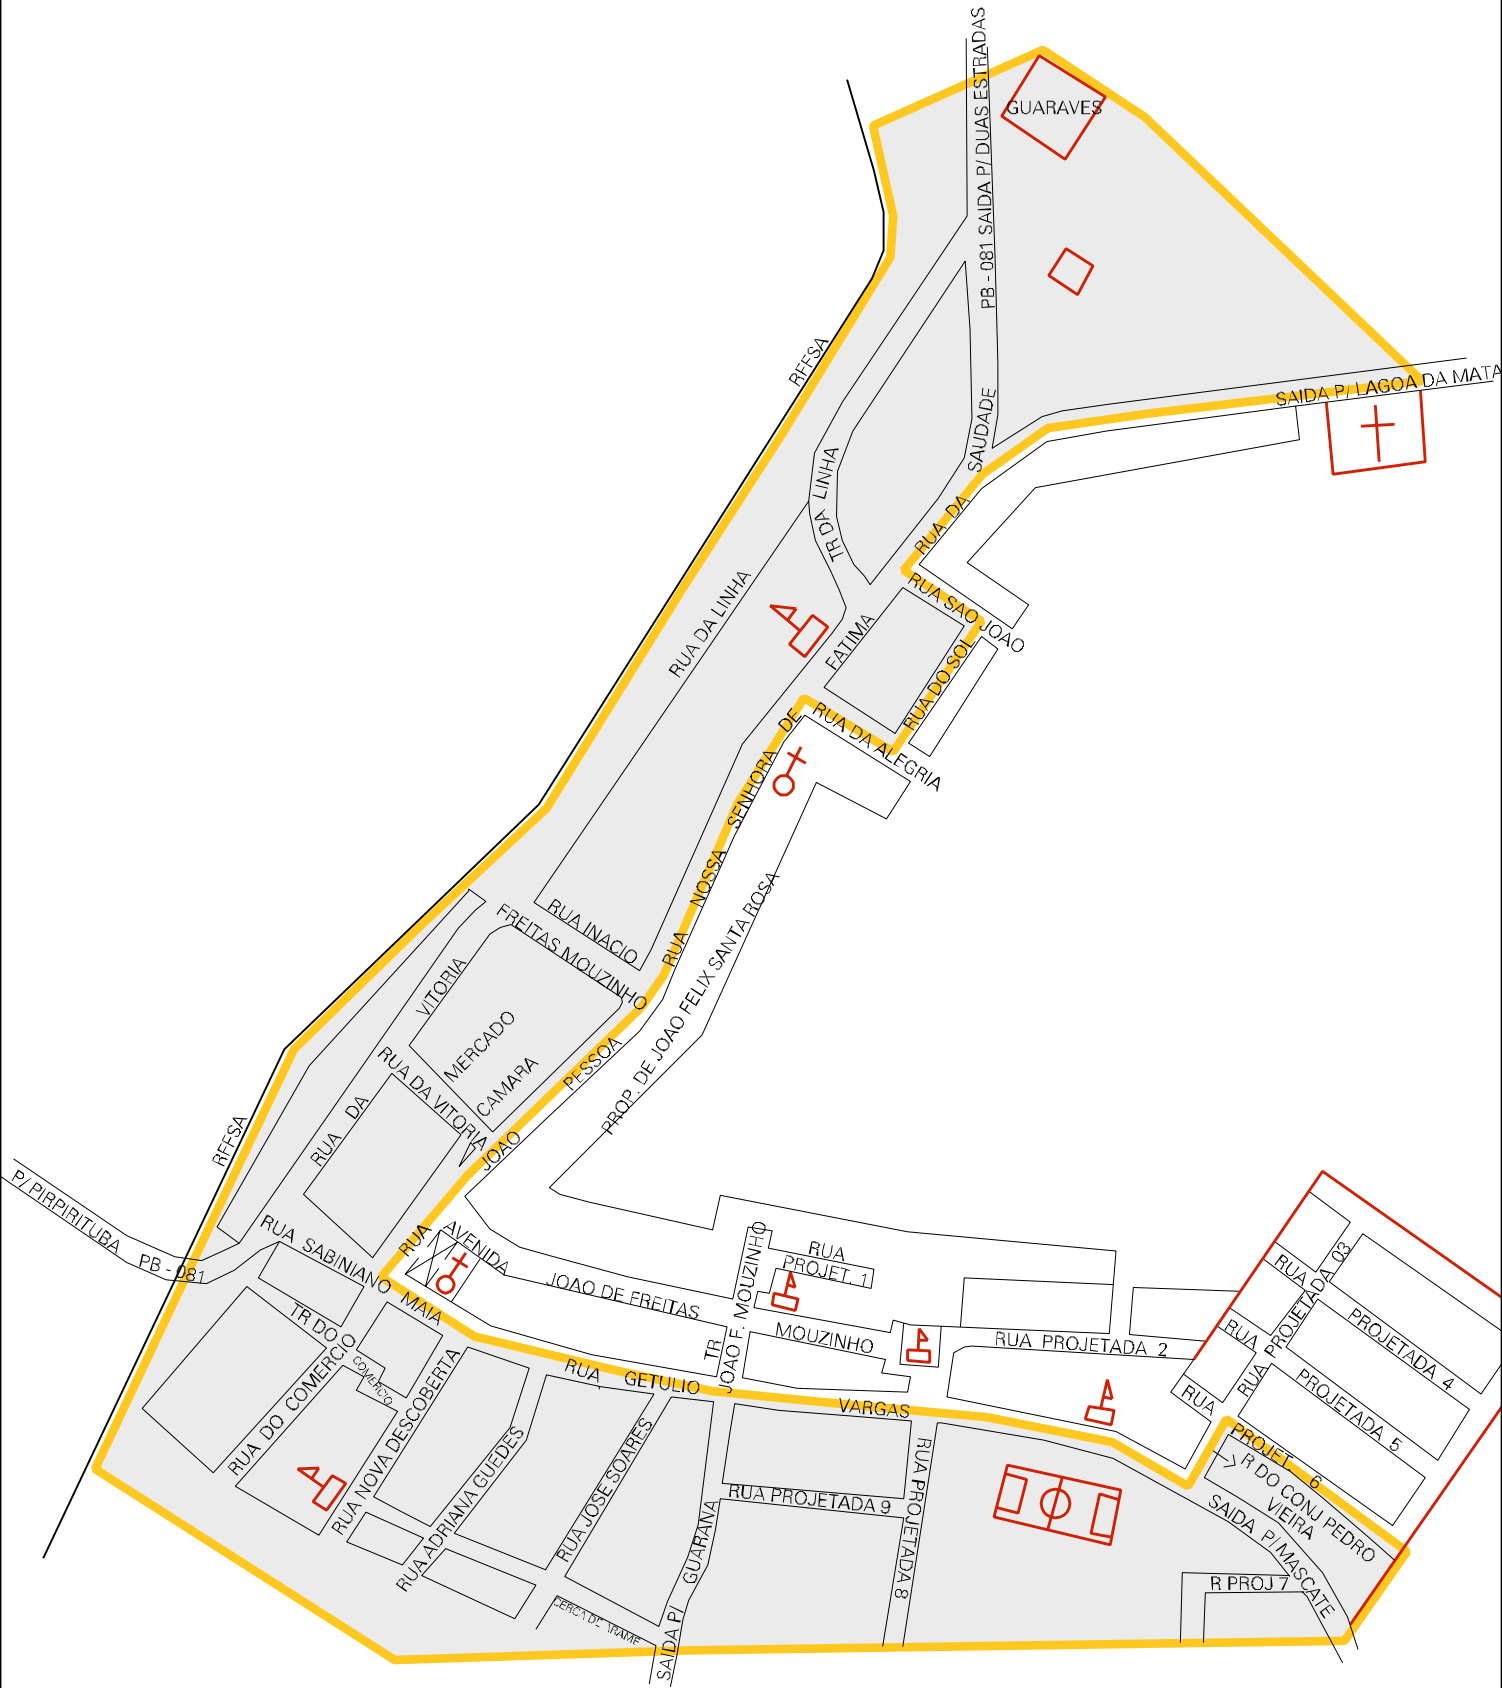 PB - 081 SAIDA P/ DUAS ESTRADAS
GUARAVES
RFFSA
SAIDA P/ LAGOA DA MATA
SAUDADE
RUA DA
TR DA LINHA
RUA DA LINHA
RUA SAO JOAO
FATIMA
RUA DO SOL
RUA DA ALEGRIA
DE
SENHORA
NOSSA
RUA
RUA INACIO
FREITAS MOUZINHO
PROP. DE JOAO FELIX SANTA ROSA
VITORIA
MERCADO
CAMARA
PESSOA
RUA DA VITORIA
RUA DA
JOAO
RUA
RFFSA
P/ PIRPIRITUBA PB - 081
RUA SABINIANO MAIA
AVENIDA
JOAO DE FREITAS
MOUZINHO
TR
JOAO F. MOUZINHO
RUA
PROJET. 1
RUA PROJETADA 2
RUA PROJETADA 03
RUA
PROJETADA 4
RUA
PROJETADA 5
RUA
PROJET. 6
R DO CONJ PEDRO
VIEIRA
SAIDA P/ MASCATE
R PROJ 7
TR DO
COMERCIO
RUA DO COMERCIO
RUA NOVA DESCOBERTA
RUA ADRIANA GUEDES
RUA JOSE SOARES
RUA GETULIO VARGAS
RUA PROJETADA 9
RUA PROJETADA 8
SAIDA P/ GUARANA
CERCA DE ARAME